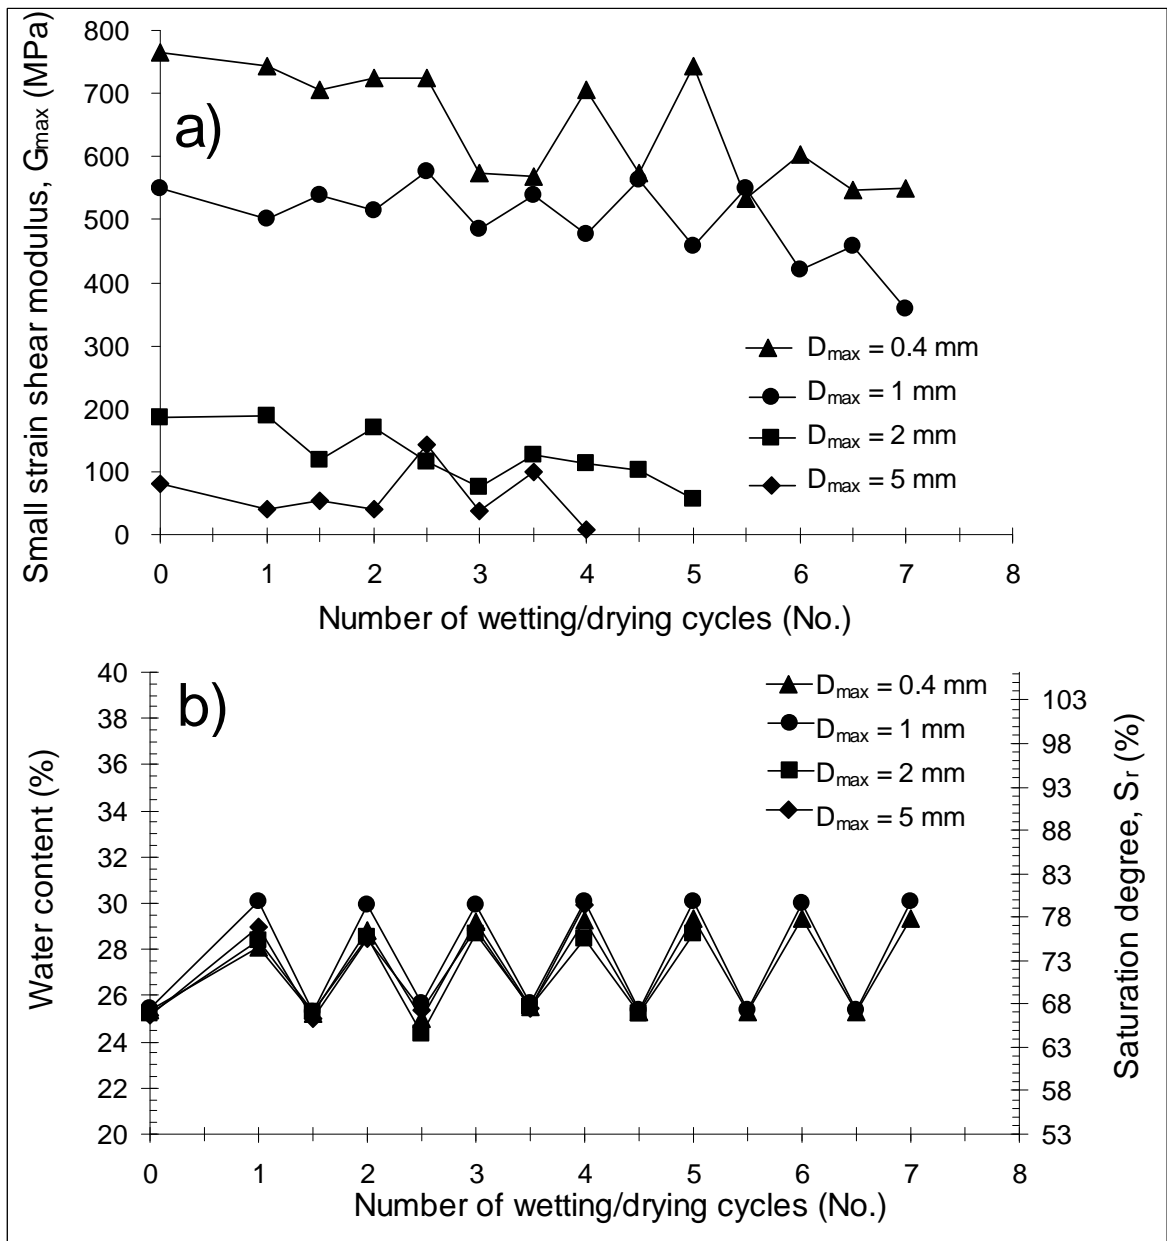 Small strain shear modulus, Gmax (MPa)
800
700
600
500
400
300
200
100
0
a)
Dmax = 0.4 mm
Dmax = 1 mm
Dmax = 2 mm
Dmax = 5 mm
0 1 2 3 4 5 6 7 8
Number of wetting/drying cycles (No.)
Water content (%)
40
38
36
34
32
30
28
26
24
22
20
b)
Dmax = 0.4 mm
Dmax = 1 mm
Dmax = 2 mm
Dmax = 5 mm
103
98
93
88
83
78
73
68
63
58
53
Saturation degree, Sr (%)
0 1 2 3 4 5 6 7 8
Number of wetting/drying cycles (No.)